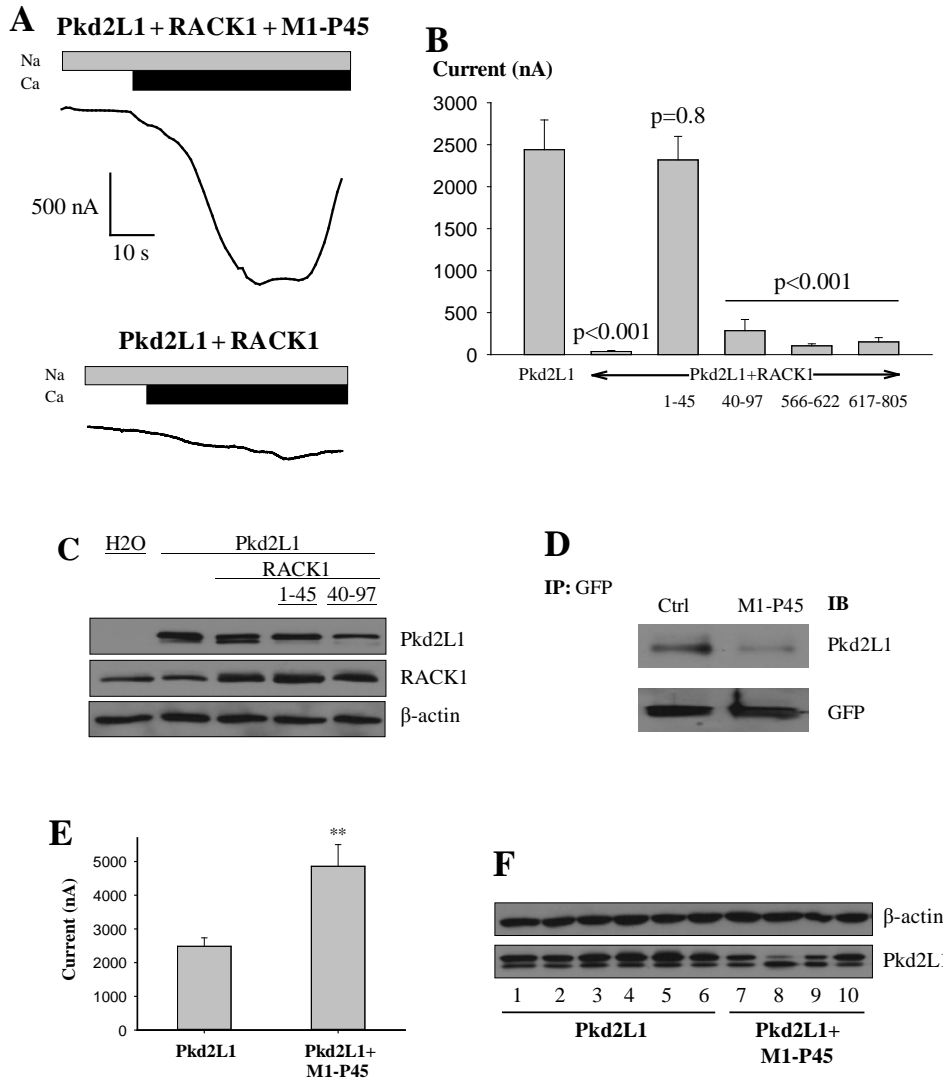 A
Pkd2L1+RACK1+M1-P45
Na
Ca
500 nA
10 s
Pkd2L1+RACK1
Na
Ca
B
Current (nA)
3000
2500
2000
1500
1000
500
0
p=0.8
p<0.001
p<0.001
Pkd2L1
Pkd2L1+RACK1
1-45 40-97 566-622 617-805
C
H2O Pkd2L1
RACK1
1-45 40-97
Pkd2L1
RACK1
β-actin
D
IP: GFP
Ctrl M1-P45 IB
Pkd2L1
GFP
E
Current (nA)
5000
4000
3000
2000
1000
0
**
Pkd2L1 Pkd2L1+
M1-P45
F
β-actin
Pkd2L1
1 2 3 4 5 6 7 8 9 10
Pkd2L1 Pkd2L1+
M1-P45